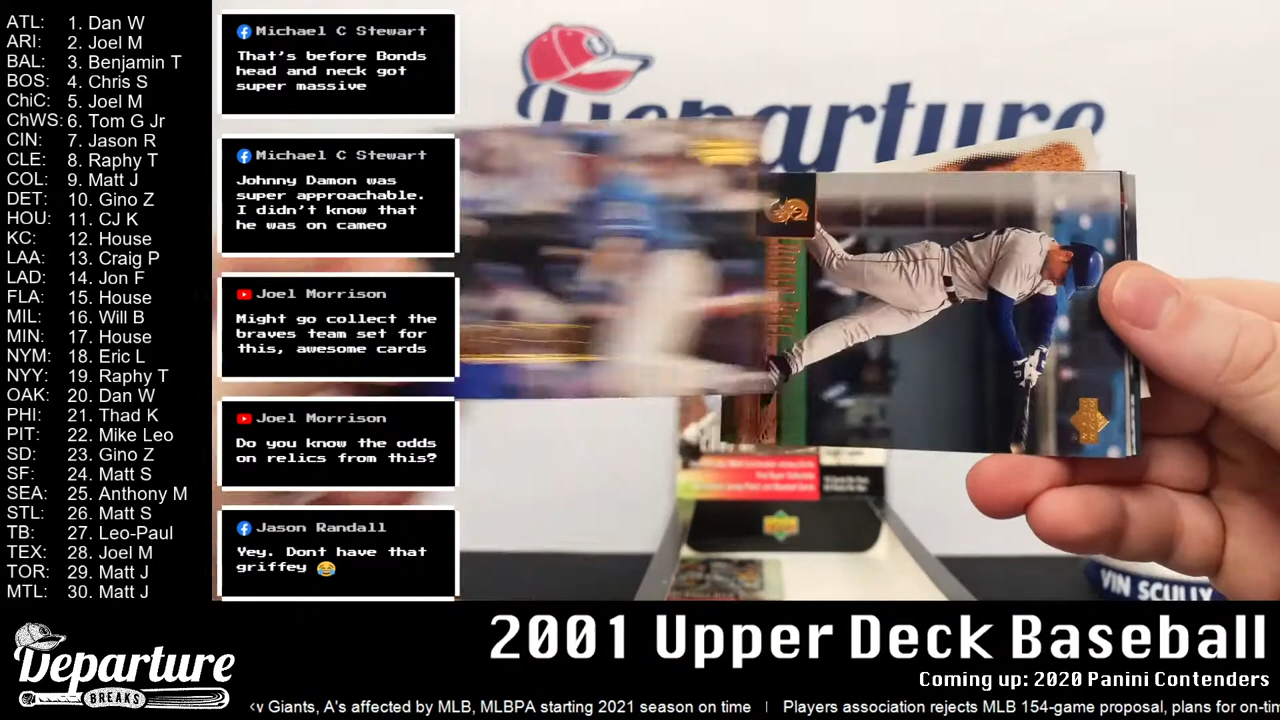 ATL: 1. Dan W
ARI: 2. Joel M
BAL: 3. Benjamin T
BOS: 4. Chris S
ChiC: 5. Joel M
ChWS: 6. Tom G Jr
CIN: 7. Jason R
CLE: 8. Raphy T
COL: 9. Matt J
DET: 10. Gino Z
HOU: 11. CJ K
KC: 12. House
LAA: 13. Craig P
LAD: 14. Jon F
FLA: 15. House
MIL: 16. Will B
MIN: 17. House
NYM: 18. Eric L
NYY: 19. Raphy T
OAK: 20. Dan W
PHI: 21. Thad K
PIT: 22. Mike Leo
SD: 23. Gino Z
SF: 24. Matt S
SEA: 25. Anthony M
STL: 26. Matt S
TB: 27. Leo-Paul
TEX: 28. Joel M
TOR: 29. Matt J
MTL: 30. Matt J
Michael C Stewart
That's before Bonds
head and neck got
super massive
Michael C Stewart
Johnny Damon was
super approachable.
I didn't know that
he was on cameo
Joel Morrison
Might go collect the
braves team set for
this, awesome cards
Joel Morrison
Do you know the odds
on relics from this?
Jason Randall
Yey. Dont have that
griffey 😂
Departure
VIN SCULLY
Departure
BREAKS
2001 Upper Deck Baseball
Coming up: 2020 Panini Contenders
Giants, A's affected by MLB, MLBPA starting 2021 season on time | Players association rejects MLB 154-game proposal, plans for on-tim